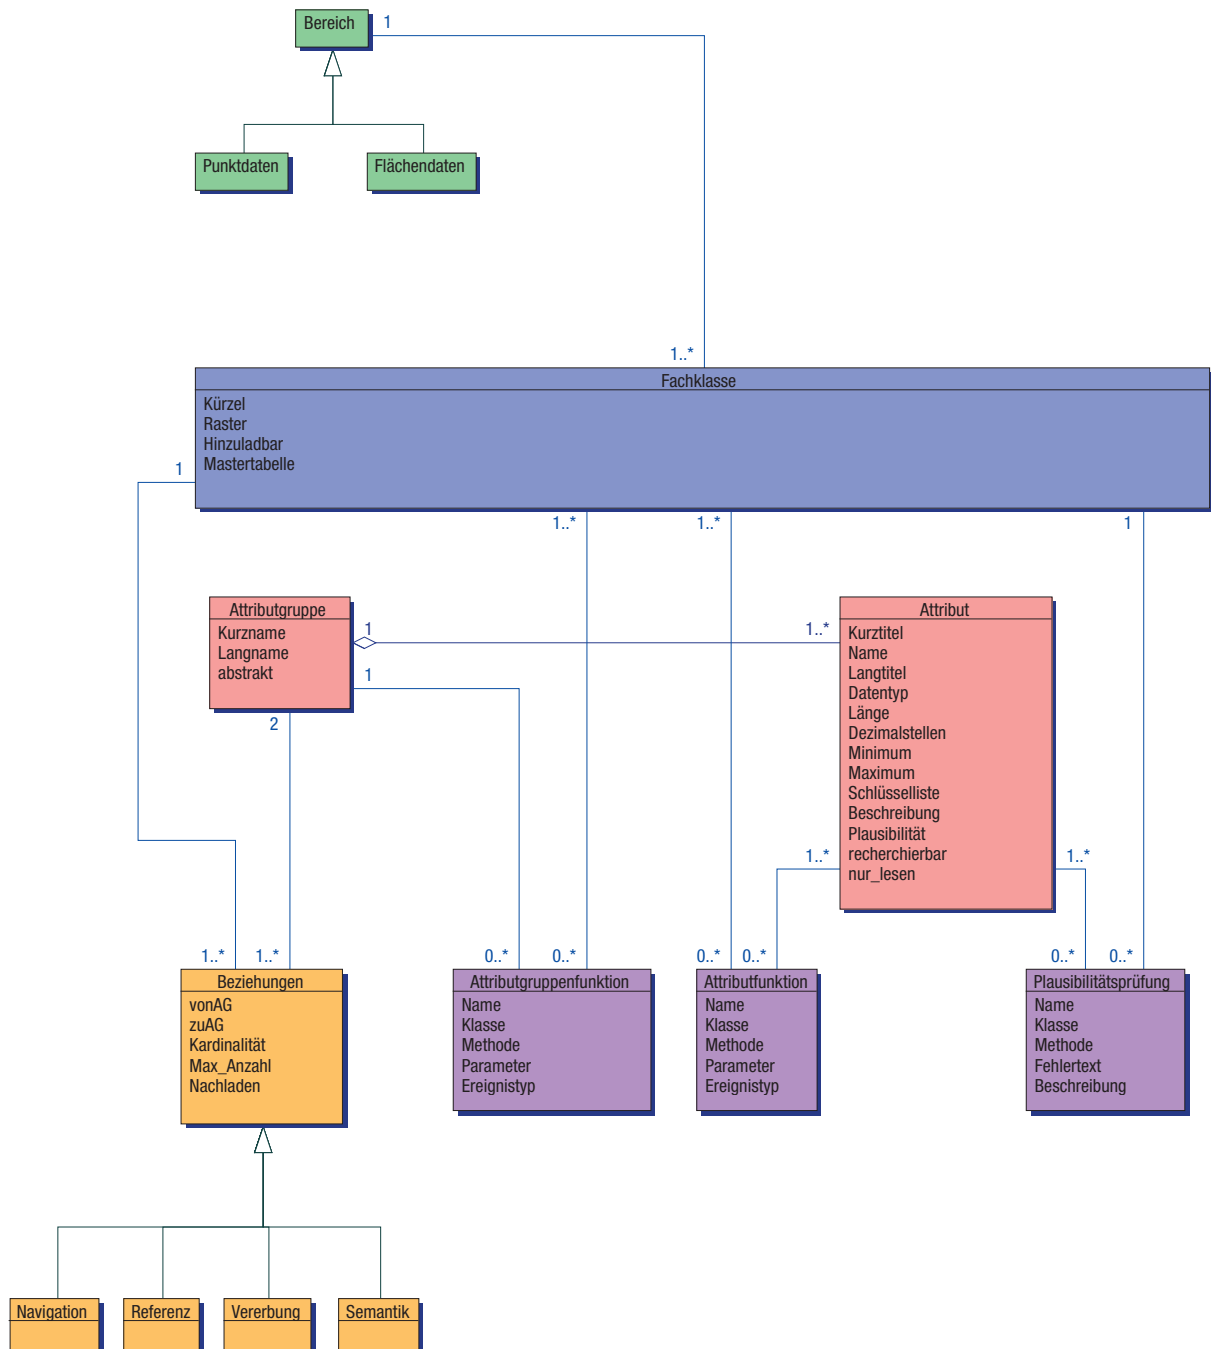 Bereich
1
Punktdaten
Flächendaten
1..*
Fachklasse
Kürzel
Raster
Hinzuladbar
Mastertabelle
1
1..*
1..*
1
Attributgruppe
Kurzname
Langname
abstrakt
1
1
2
1..*
Attribut
Kurztitel
Name
Langtitel
Datentyp
Länge
Dezimalstellen
Minimum
Maximum
Schlüsselliste
Beschreibung
Plausibilität
recherchierbar
nur_lesen
1..*
1..*
1..*
1..*
0..*
0..*
0..*
0..*
0..*
0..*
Beziehungen
vonAG
zuAG
Kardinalität
Max_Anzahl
Nachladen
Attributgruppenfunktion
Name
Klasse
Methode
Parameter
Ereignistyp
Attributfunktion
Name
Klasse
Methode
Parameter
Ereignistyp
Plausibilitätsprüfung
Name
Klasse
Methode
Fehlertext
Beschreibung
Navigation
Referenz
Vererbung
Semantik